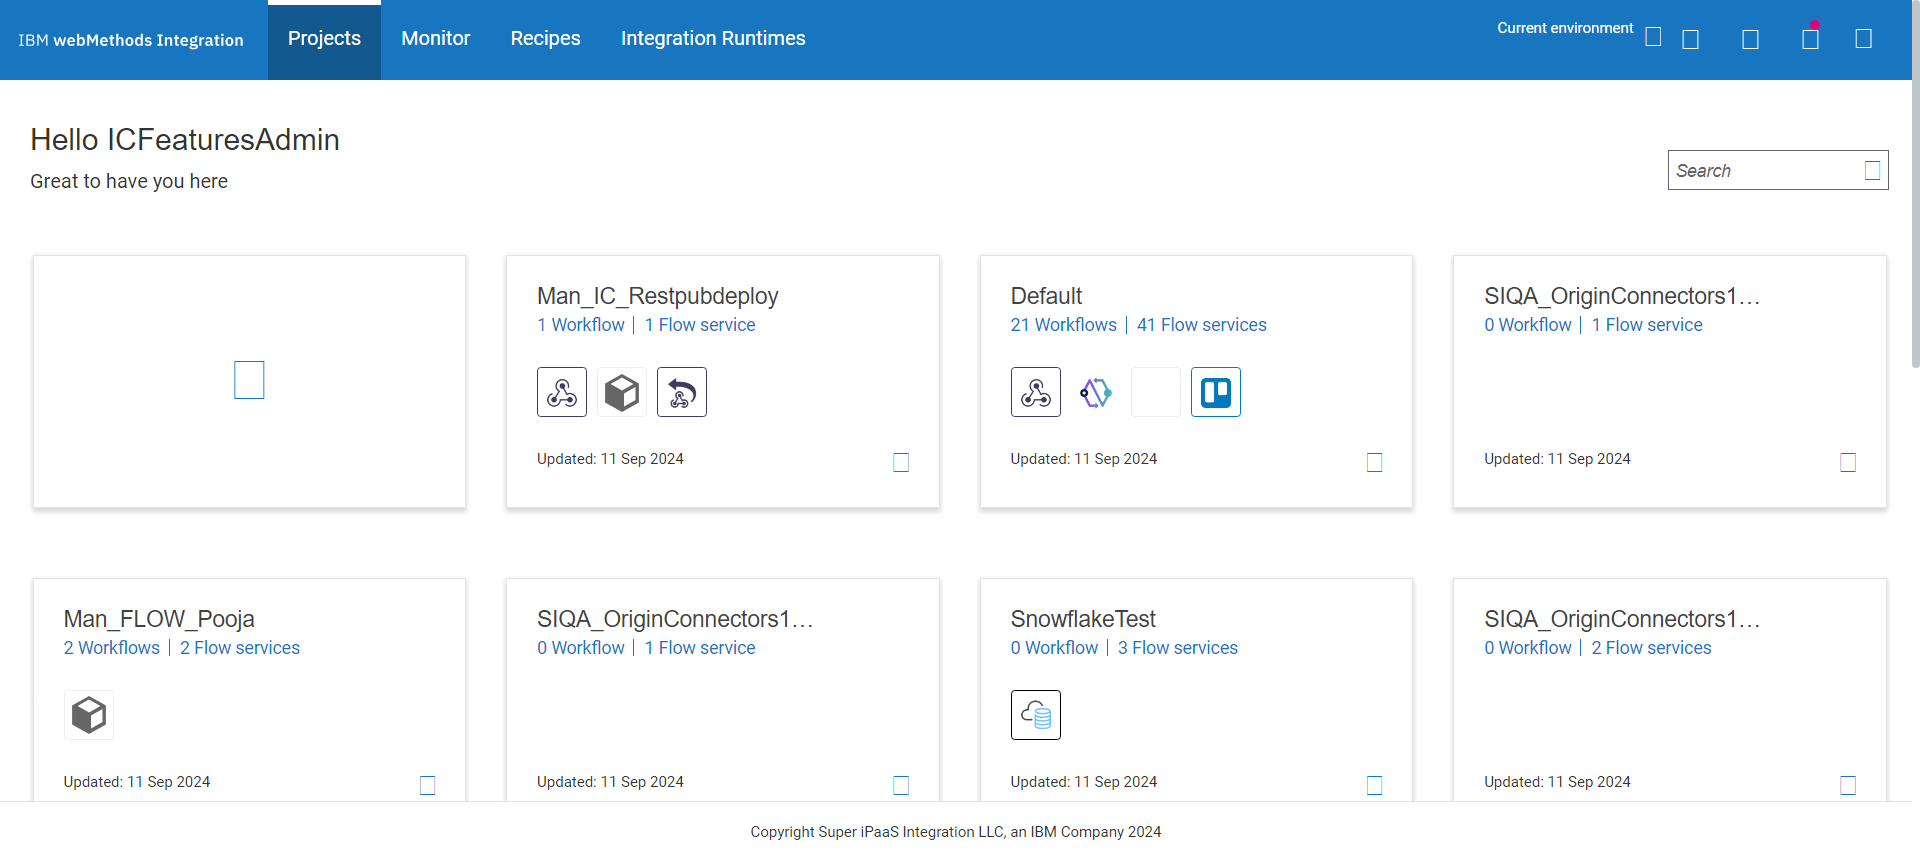 IBM webMethods Integration
Projects
Monitor
Recipes
Integration Runtimes
Current environment
Hello ICFeaturesAdmin
Great to have you here
Search
Man_IC_Restpubdeploy
1 Workflow | 1 Flow service
Updated: 11 Sep 2024
Default
21 Workflows | 41 Flow services
Updated: 11 Sep 2024
SIQA_OriginConnectors1...
0 Workflow | 1 Flow service
Updated: 11 Sep 2024
Man_FLOW_Pooja
2 Workflows | 2 Flow services
Updated: 11 Sep 2024
SIQA_OriginConnectors1...
0 Workflow | 1 Flow service
Updated: 11 Sep 2024
SnowflakeTest
0 Workflow | 3 Flow services
Updated: 11 Sep 2024
SIQA_OriginConnectors1...
0 Workflow | 2 Flow services
Updated: 11 Sep 2024
Copyright Super iPaaS Integration LLC, an IBM Company 2024